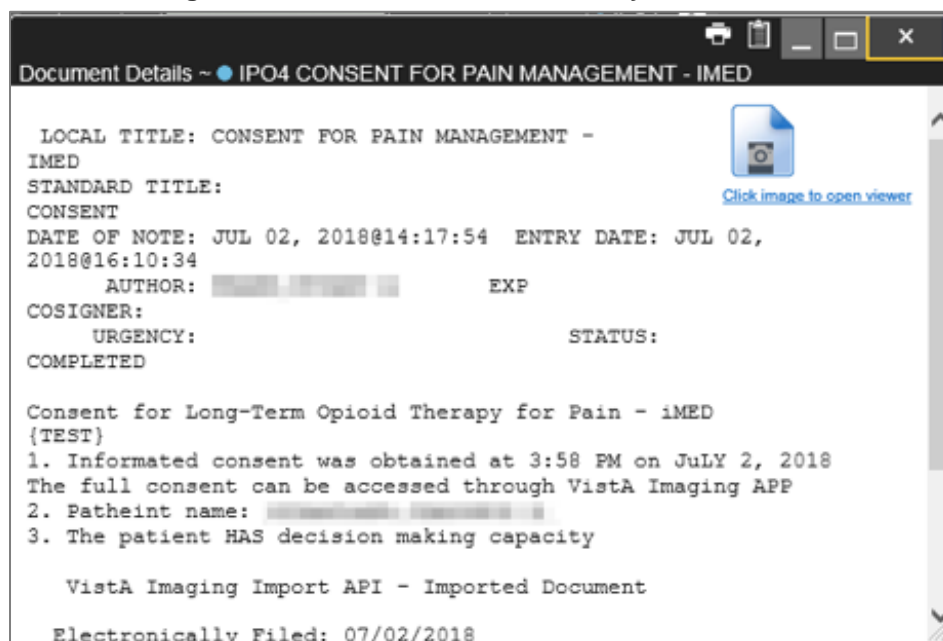 Document Details ~ IPO4 CONSENT FOR PAIN MANAGEMENT - IMED
LOCAL TITLE: CONSENT FOR PAIN MANAGEMENT -
IMED
STANDARD TITLE:
CONSENT
Click image to open viewer
DATE OF NOTE: JUL 02, 2018@14:17:54 ENTRY DATE: JUL 02,
2018@16:10:34
AUTHOR: EXP
COSIGNER:
URGENCY: STATUS:
COMPLETED
Consent for Long-Term Opioid Therapy for Pain - iMED
{TEST}
1. Informated consent was obtained at 3:58 PM on JuLY 2, 2018
The full consent can be accessed through VistA Imaging APP
2. Patheint name:
3. The patient HAS decision making capacity
VistA Imaging Import API - Imported Document
Electronically Filed: 07/02/2018